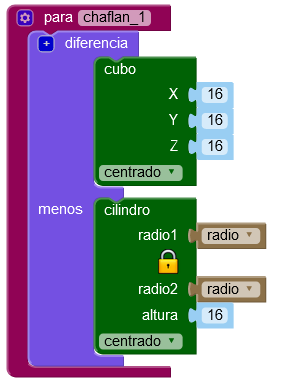 para chaflan_1
+ diferencia
cubo
X 16
Y 16
Z 16
centrado
menos cilindro
radio1 radio
radio2 radio
altura 16
centrado